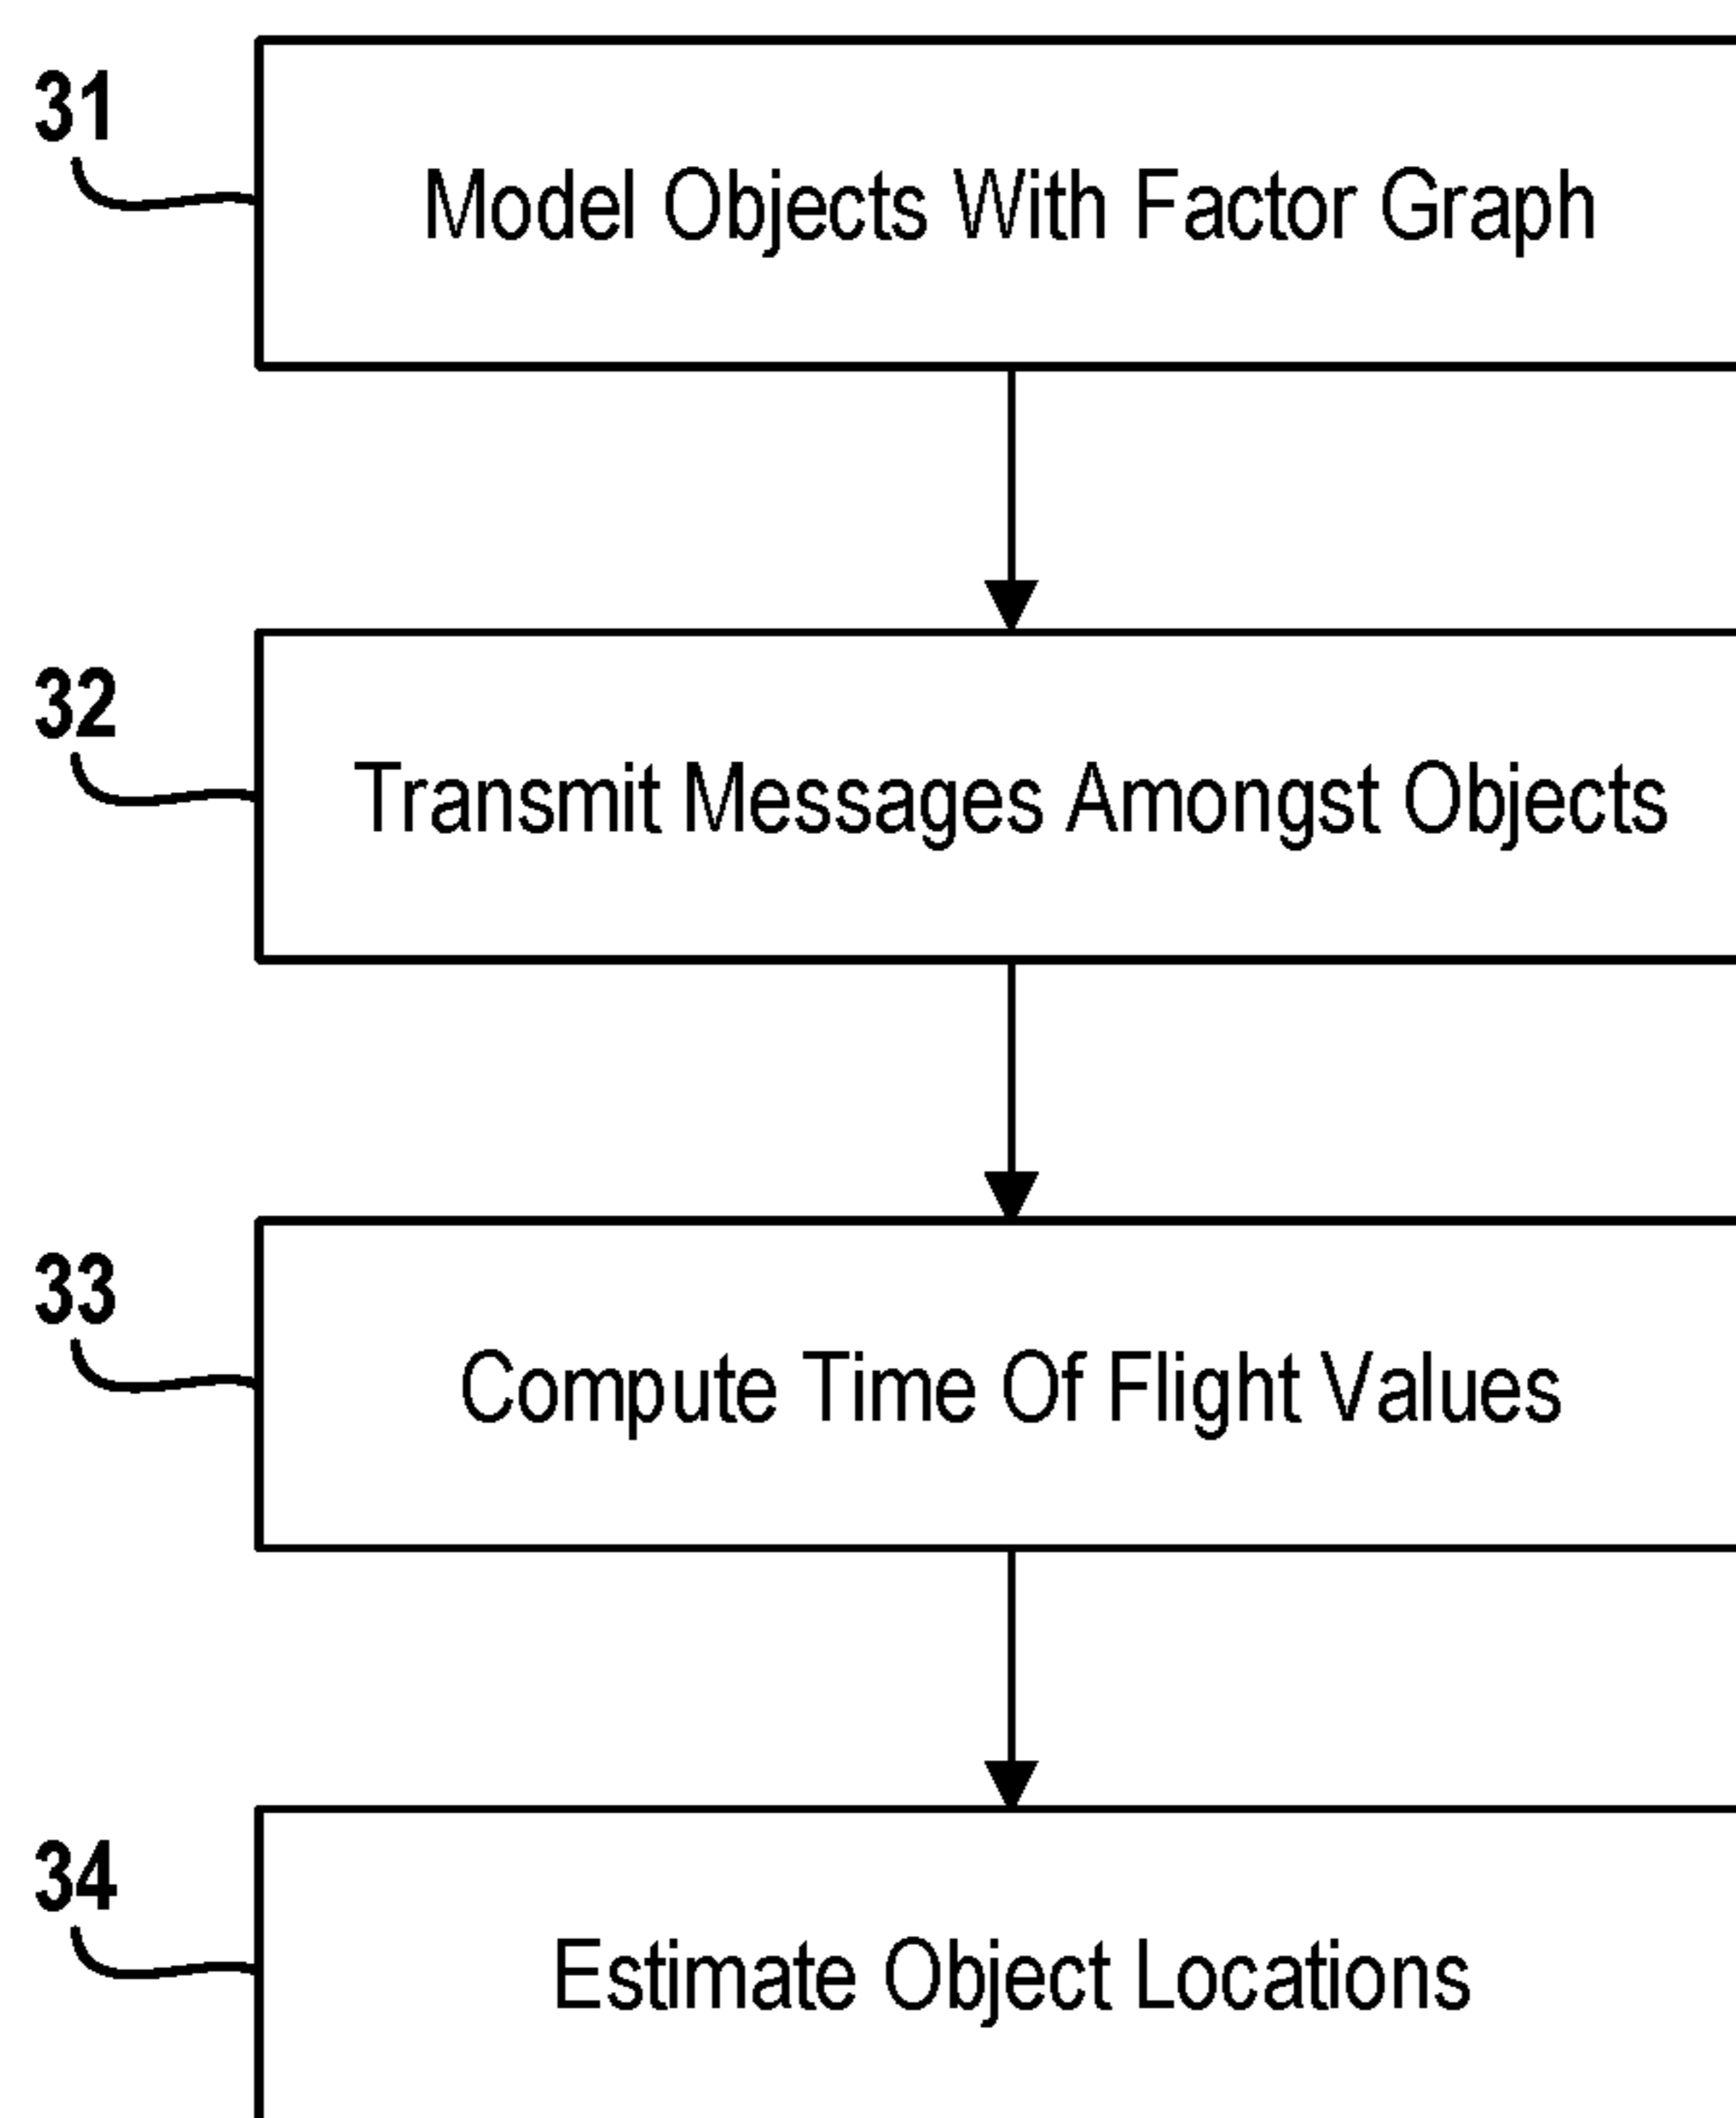 31
Model Objects With Factor Graph
32
Transmit Messages Amongst Objects
33
Compute Time Of Flight Values
34
Estimate Object Locations